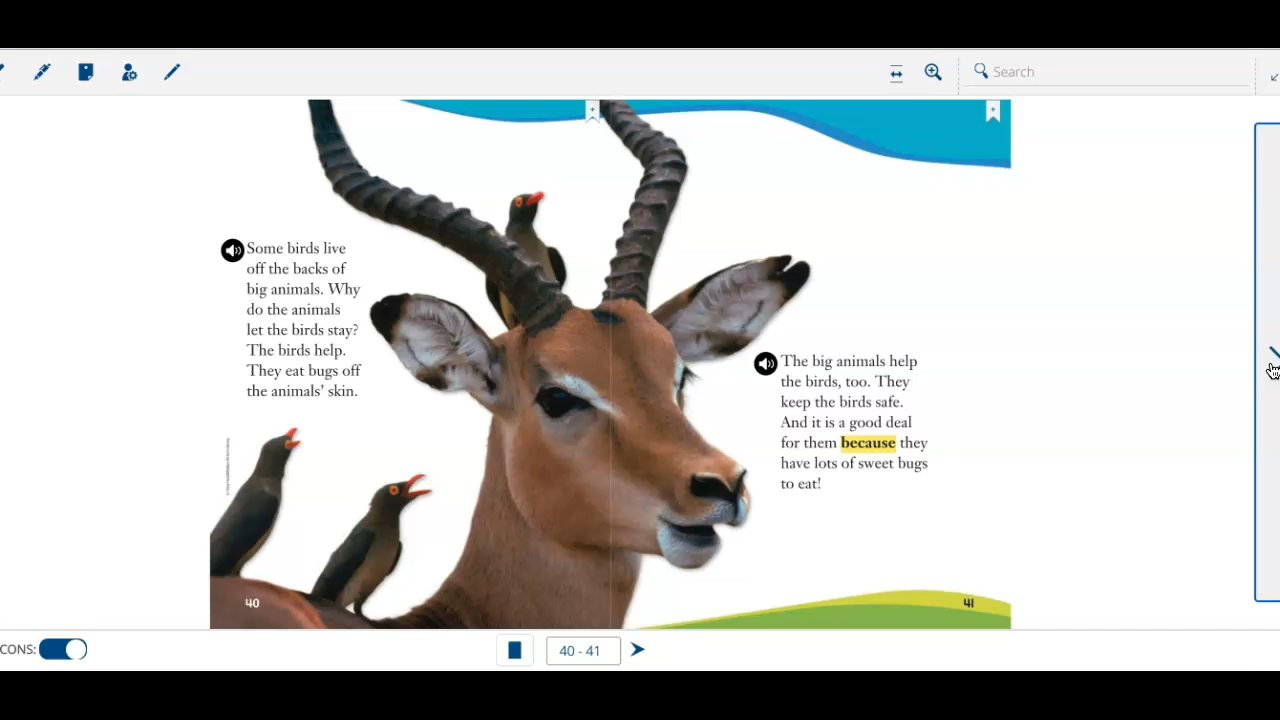 Search
Some birds live
off the backs of
big animals. Why
do the animals
let the birds stay?
The birds help.
They eat bugs off
the animals' skin.
The big animals help
the birds, too. They
keep the birds safe.
And it is a good deal
for them because they
have lots of sweet bugs
to eat!
40
41
CONS:
40 - 41